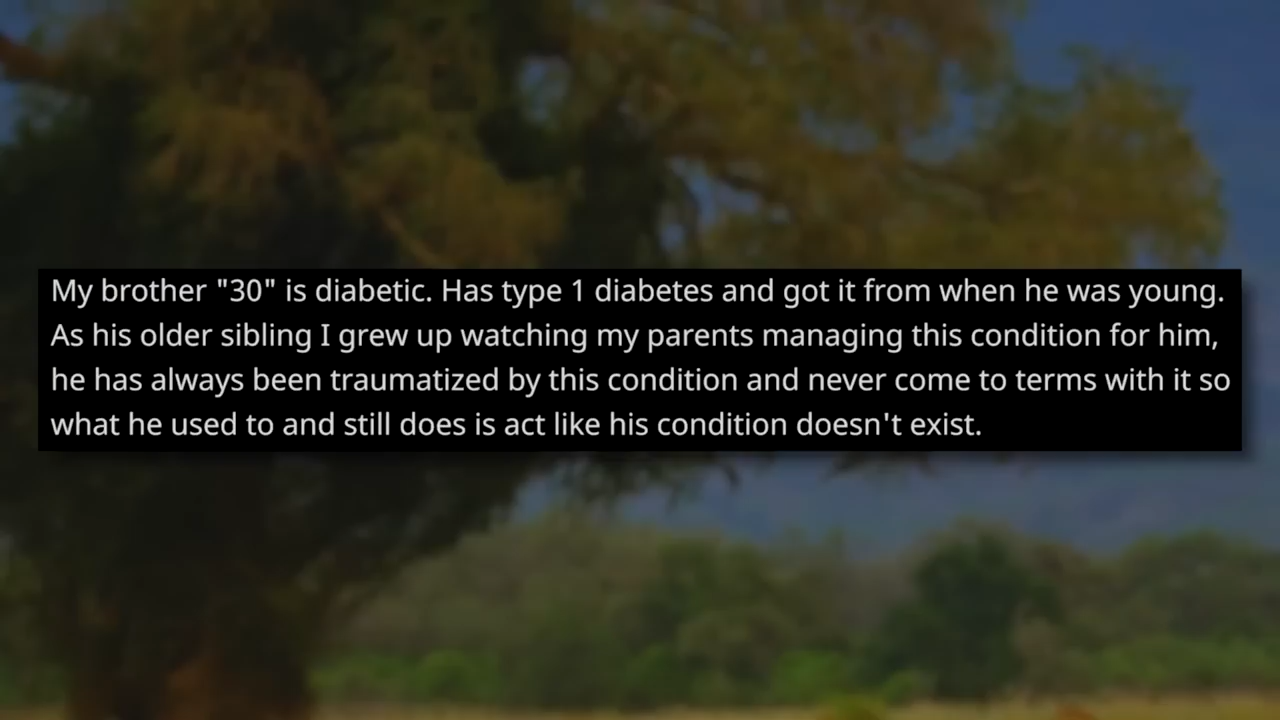 My brother "30" is diabetic. Has type 1 diabetes and got it from when he was young.
As his older sibling I grew up watching my parents managing this condition for him,
he has always been traumatized by this condition and never come to terms with it so
what he used to and still does is act like his condition doesn't exist.